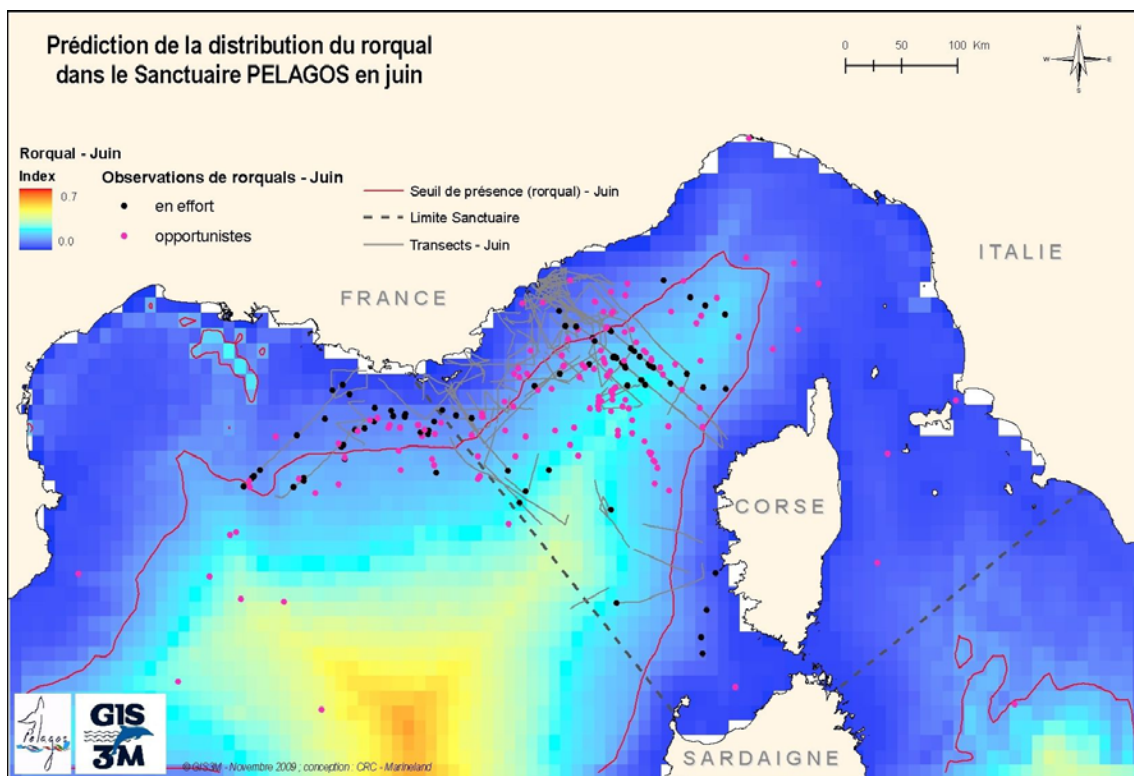 Prédiction de la distribution du rorqual
dans le Sanctuaire PELAGOS en juin
0 50 100 Km
N
W E
S
Rorqual - Juin
Index
0.7
0.0
Observations de rorquals - Juin
en effort
opportunistes
Seuil de présence (rorqual) - Juin
Limite Sanctuaire
Transects - Juin
FRANCE
ITALIE
CORSE
SARDAIGNE
Pelagos
GIS
3M
©GIS3M - Novembre 2009 ; conception : CRC - Marineland